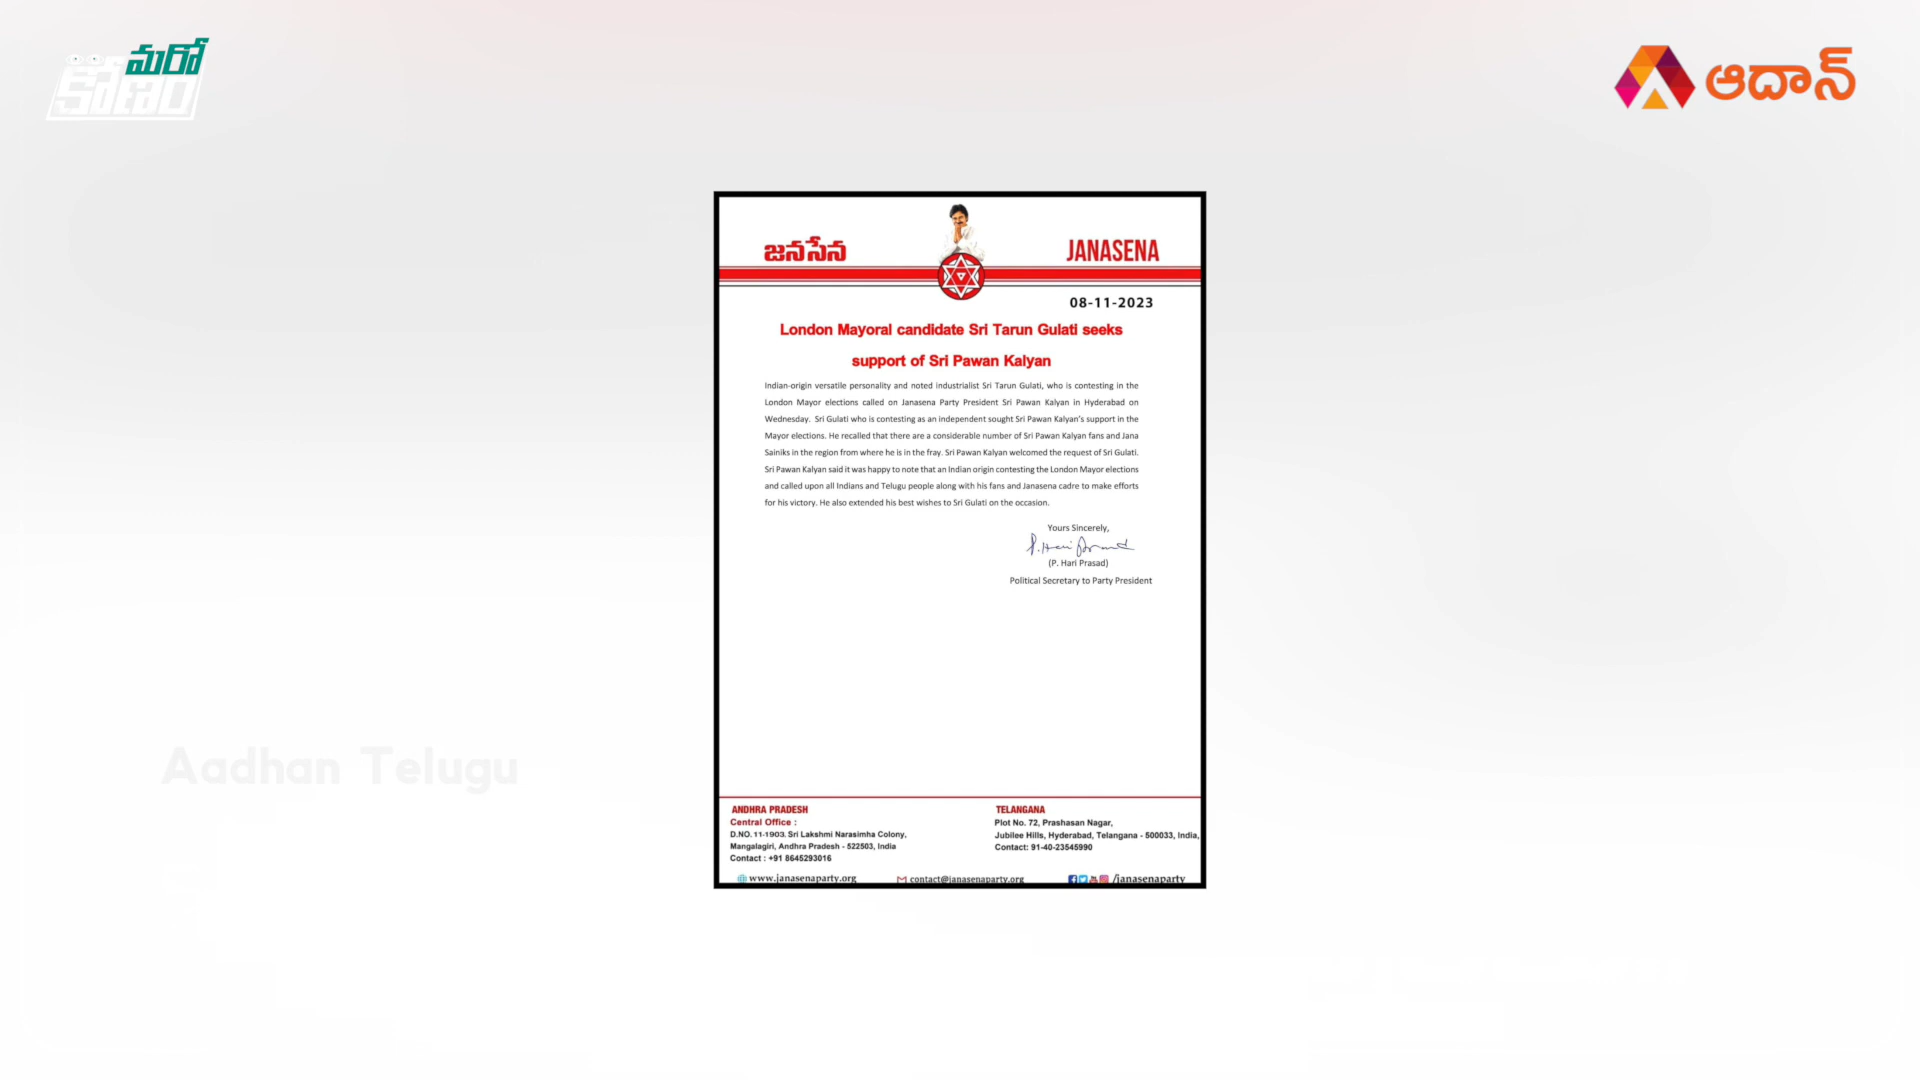 మరో
కోణం
ఆదాన్
జనసేన
JANASENA
08-11-2023
London Mayoral candidate Sri Tarun Gulati seeks
support of Sri Pawan Kalyan
Indian-origin versatile personality and noted industrialist Sri Tarun Gulati, who is contesting in the
London Mayor elections called on Janasena Party President Sri Pawan Kalyan in Hyderabad on
Wednesday. Sri Gulati who is contesting as an independent sought Sri Pawan Kalyan's support in the
Mayor elections. He recalled that there are a considerable number of Sri Pawan Kalyan fans and Jana
Sainiks in the region from where he is in the fray. Sri Pawan Kalyan welcomed the request of Sri Gulati.
Sri Pawan Kalyan said it was happy to note that an Indian origin contesting the London Mayor elections
and called upon all Indians and Telugu people along with his fans and Janasena cadre to make efforts
for his victory. He also extended his best wishes to Sri Gulati on the occasion.
Yours Sincerely,
P. Hari Prasad
(P. Hari Prasad)
Political Secretary to Party President
Aadhan Telugu
ANDHRA PRADESH
Central Office :
D.NO. 11-1903, Sri Lakshmi Narasimha Colony,
Mangalagiri, Andhra Pradesh - 522503, India
Contact : +91 8645293016
TELANGANA
Plot No. 72, Prashasan Nagar,
Jubilee Hills, Hyderabad, Telangana - 500033, India,
Contact: 91-40-23545990
www.janasenaparty.org
contact@janasenaparty.org
/janasenaparty